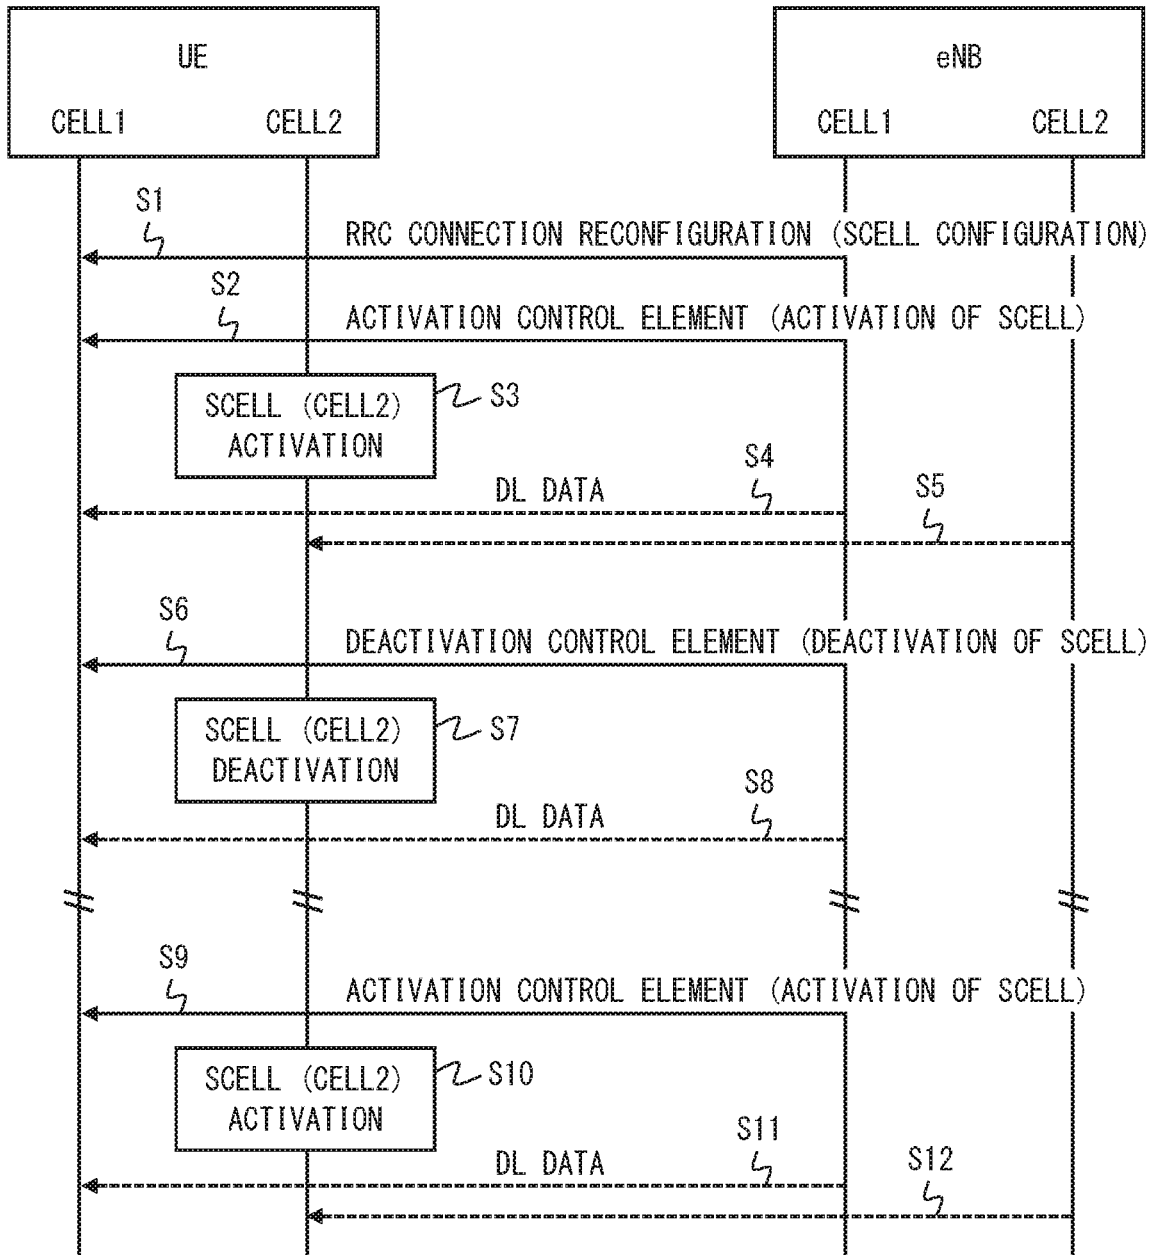 UE
eNB
CELL1 CELL2
CELL1 CELL2
S1
RRC CONNECTION RECONFIGURATION (SCELL CONFIGURATION)
S2
ACTIVATION CONTROL ELEMENT (ACTIVATION OF SCELL)
SCELL (CELL2)
ACTIVATION
S3
S4
DL DATA
S5
S6
DEACTIVATION CONTROL ELEMENT (DEACTIVATION OF SCELL)
SCELL (CELL2)
DEACTIVATION
S7
S8
DL DATA
S9
ACTIVATION CONTROL ELEMENT (ACTIVATION OF SCELL)
SCELL (CELL2)
ACTIVATION
S10
S11
DL DATA
S12